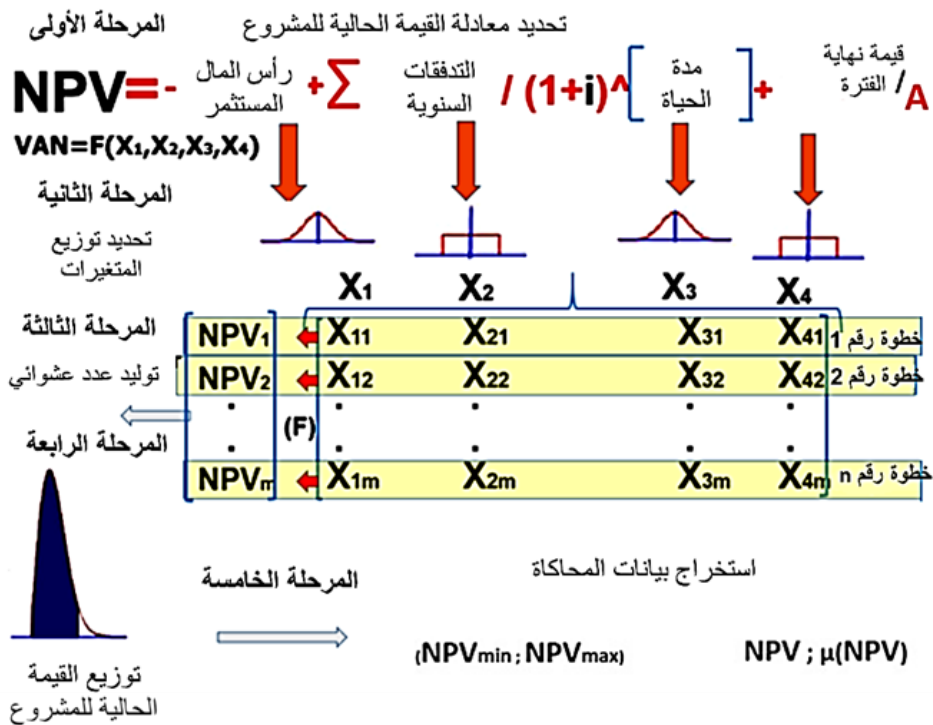 المرحلة الأولى
تحديد معادلة القيمة الحالية للمشروع
NPV=- رأس المال المستثمر +∑ التدفقات السنوية / (1+i)^[مدة الحياة] + قيمة نهاية الفترة /A
VAN=F(X₁,X₂,X₃,X₄)
المرحلة الثانية
تحديد توزيع
المتغيرات
X₁ X₂ X₃ X₄
المرحلة الثالثة
توليد عدد عشواني
NPV₁ X₁₁ X₂₁ X₃₁ X₄₁ خطوة رقم 1
NPV₂ X₁₂ X₂₂ X₃₂ X₄₂ خطوة رقم 2
. . . . .
(F)
. . . . .
NPVₘ X₁ₘ X₂ₘ X₃ₘ X₄ₘ خطوة رقم n
المرحلة الرابعة
توزيع القيمة
الحالية للمشروع
المرحلة الخامسة
استخراج بيانات المحاكاة
(NPVmin ; NPVmax)
NPV ; µ(NPV)